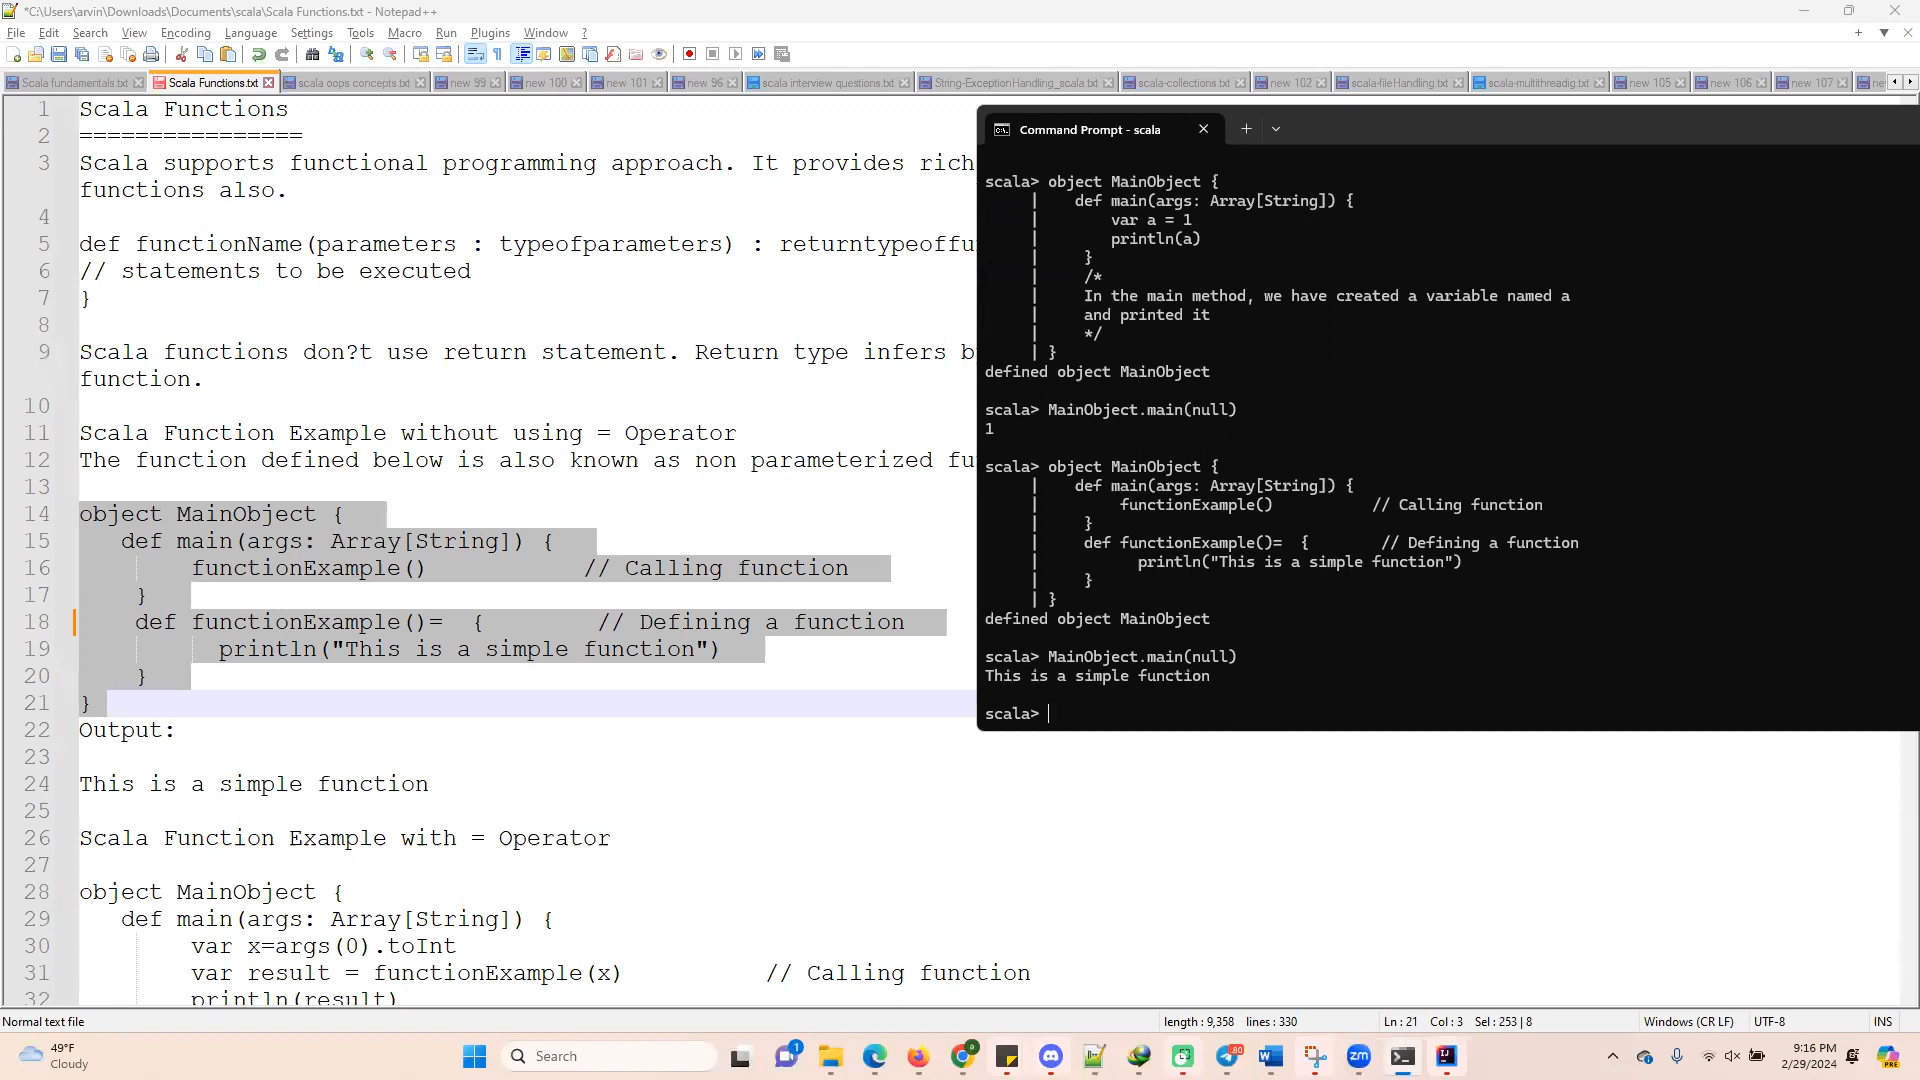 *C:\Users\arvin\Downloads\Documents\scala\Scala Functions.txt - Notepad++
File Edit Search View Encoding Language Settings Tools Macro Run Plugins Window ?
Scala fundamentals.txt Scala Functions.txt scala oops concepts.txt new 99 new 100 new 101 new 96 scala interview questions.txt String-ExceptionHandling_scala.txt scala-collections.txt new 102 scala-fileHandling.txt scala-multithreadig.txt new 105 new 106 new 107 ne
1 Scala Functions
2 ================
3 Scala supports functional programming approach. It provides rich
functions also.
4
5 def functionName(parameters : typeofparameters) : returntypeoffu
6 // statements to be executed
7 }
8
9 Scala functions don?t use return statement. Return type infers b
function.
10
11 Scala Function Example without using = Operator
12 The function defined below is also known as non parameterized fu
13
14 object MainObject {
15 def main(args: Array[String]) {
16 functionExample() // Calling function
17 }
18 def functionExample()= { // Defining a function
19 println("This is a simple function")
20 }
21 }
22 Output:
23
24 This is a simple function
25
26 Scala Function Example with = Operator
27
28 object MainObject {
29 def main(args: Array[String]) {
30 var x=args(0).toInt
31 var result = functionExample(x) // Calling function
32 println(result)
Command Prompt - scala
scala> object MainObject {
| def main(args: Array[String]) {
| var a = 1
| println(a)
| }
| /*
| In the main method, we have created a variable named a
| and printed it
| */
| }
defined object MainObject
scala> MainObject.main(null)
1
scala> object MainObject {
| def main(args: Array[String]) {
| functionExample() // Calling function
| }
| def functionExample()= { // Defining a function
| println("This is a simple function")
| }
| }
defined object MainObject
scala> MainObject.main(null)
This is a simple function
scala>
Normal text file length : 9,358 lines : 330 Ln : 21 Col : 3 Sel : 253 | 8 Windows (CR LF) UTF-8 INS
49°F
Cloudy
Search
1
80
9:16 PM
2/29/2024
PRE